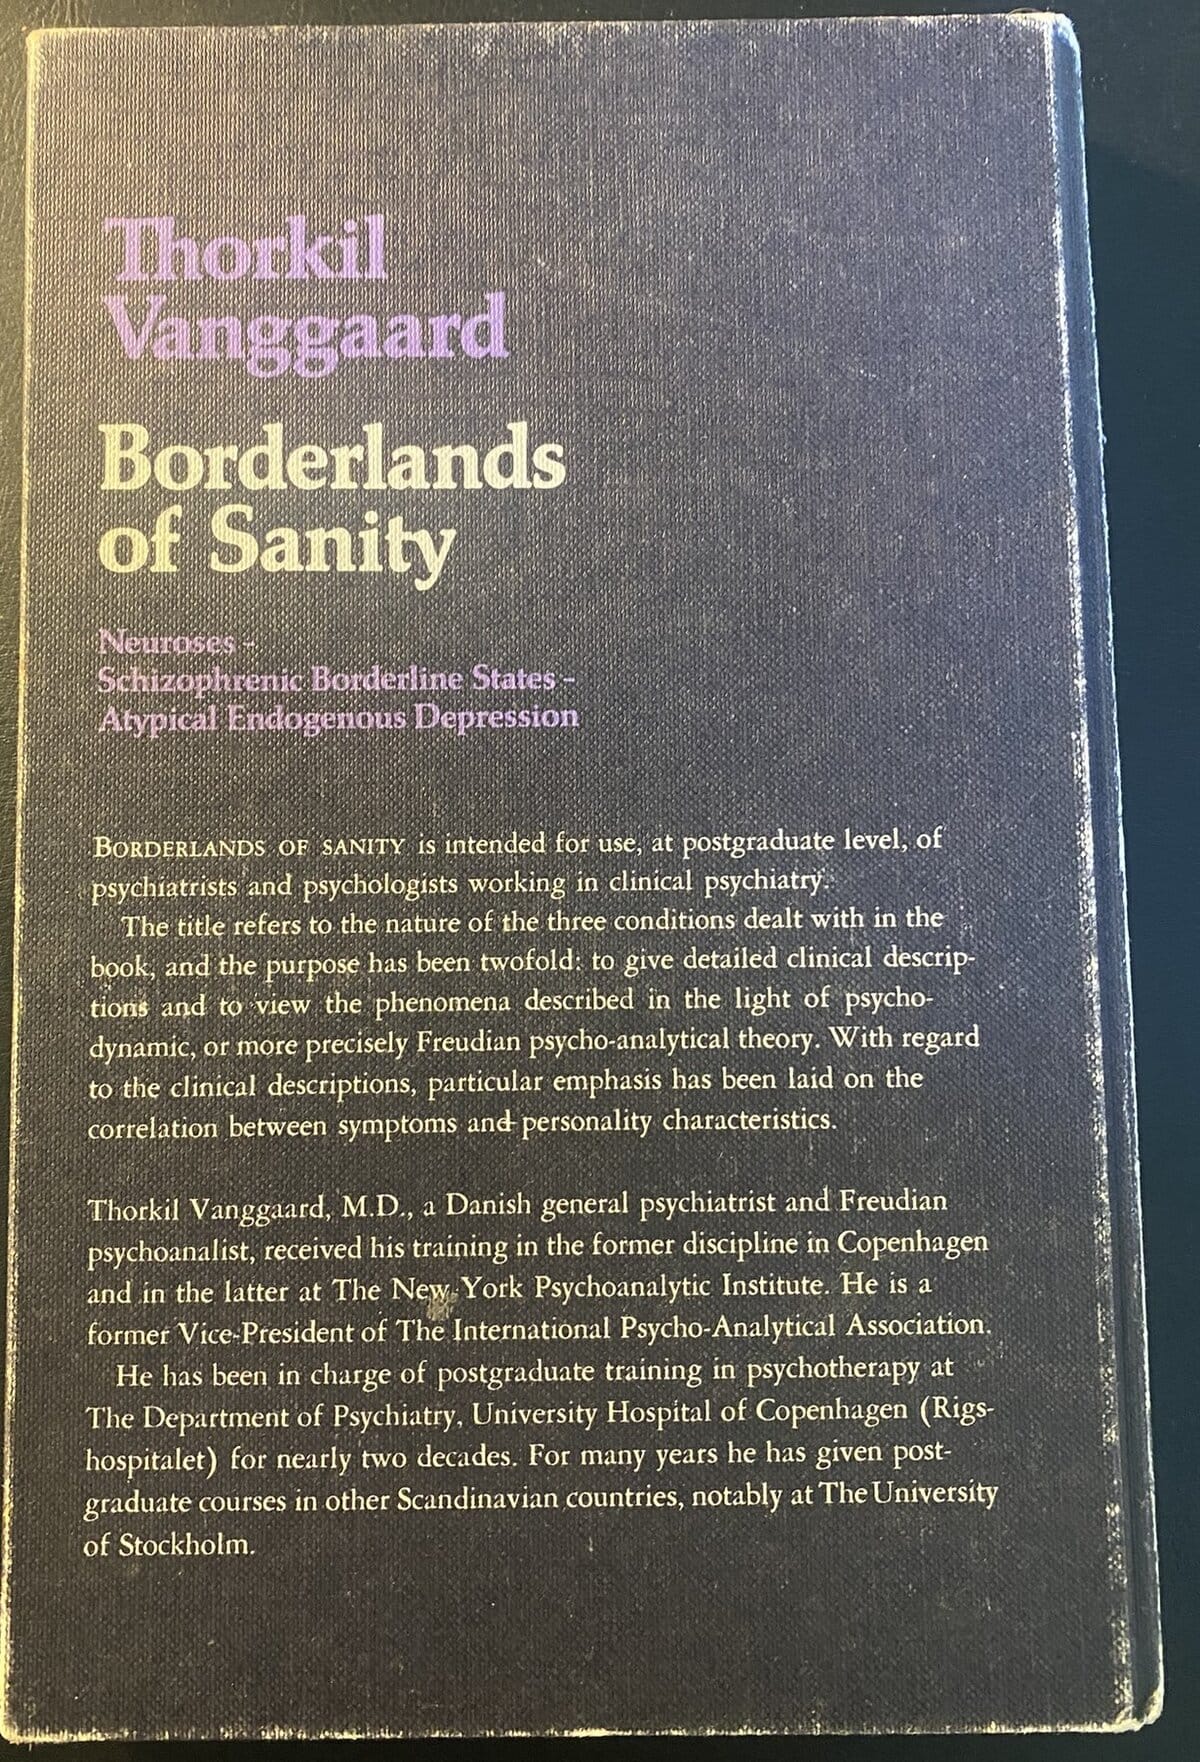 Thorkil
Vanggaard
Borderlands
of Sanity
Neuroses -
Schizophrenic Borderline States -
Atypical Endogenous Depression
BORDERLANDS OF SANITY is intended for use, at postgraduate level, of
psychiatrists and psychologists working in clinical psychiatry.
The title refers to the nature of the three conditions dealt with in the
book, and the purpose has been twofold: to give detailed clinical descrip-
tions and to view the phenomena described in the light of psycho-
dynamic, or more precisely Freudian psycho-analytical theory. With regard
to the clinical descriptions, particular emphasis has been laid on the
correlation between symptoms and personality characteristics.
Thorkil Vanggaard, M.D., a Danish general psychiatrist and Freudian
psychoanalist, received his training in the former discipline in Copenhagen
and in the latter at The New York Psychoanalytic Institute. He is a
former Vice-President of The International Psycho-Analytical Association.
He has been in charge of postgraduate training in psychotherapy at
The Department of Psychiatry, University Hospital of Copenhagen (Rigs-
hospitalet) for nearly two decades. For many years he has given post-
graduate courses in other Scandinavian countries, notably at The University
of Stockholm.